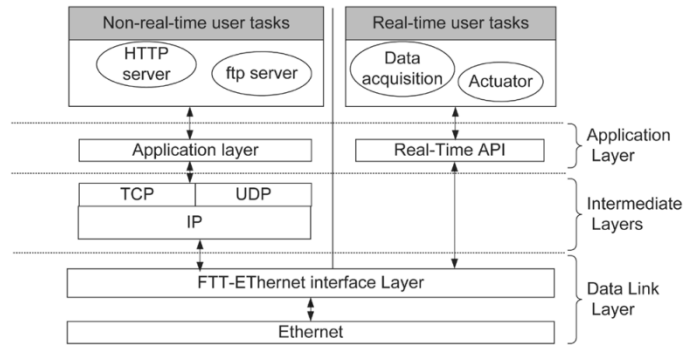 Non-real-time user tasks
Real-time user tasks
HTTP
server
ftp server
Data
acquisition
Actuator
Application layer
Real-Time API
Application
Layer
TCP
UDP
IP
Intermediate
Layers
FTT-EThernet interface Layer
Ethernet
Data Link
Layer